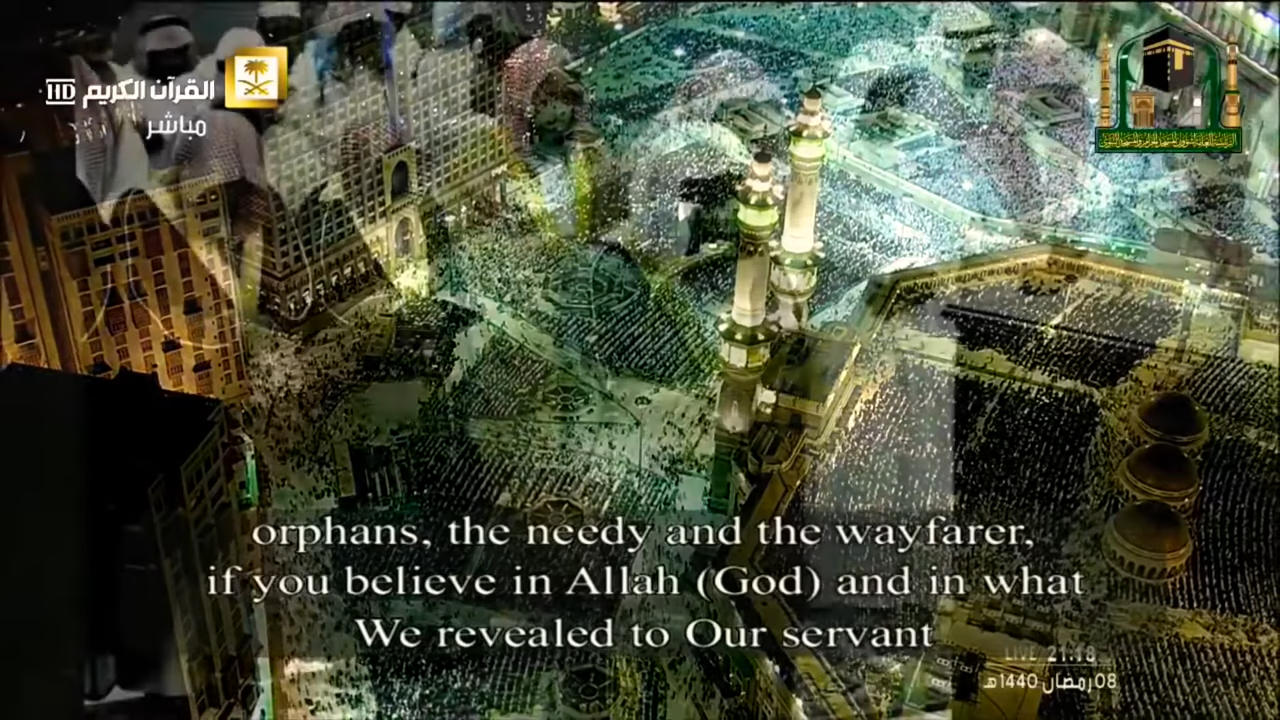 القرآن الكريم HD
مباشر
orphans, the needy and the wayfarer,
if you believe in Allah (God) and in what
We revealed to Our servant
LIVE 21:18
08 رمضان 1440هـ